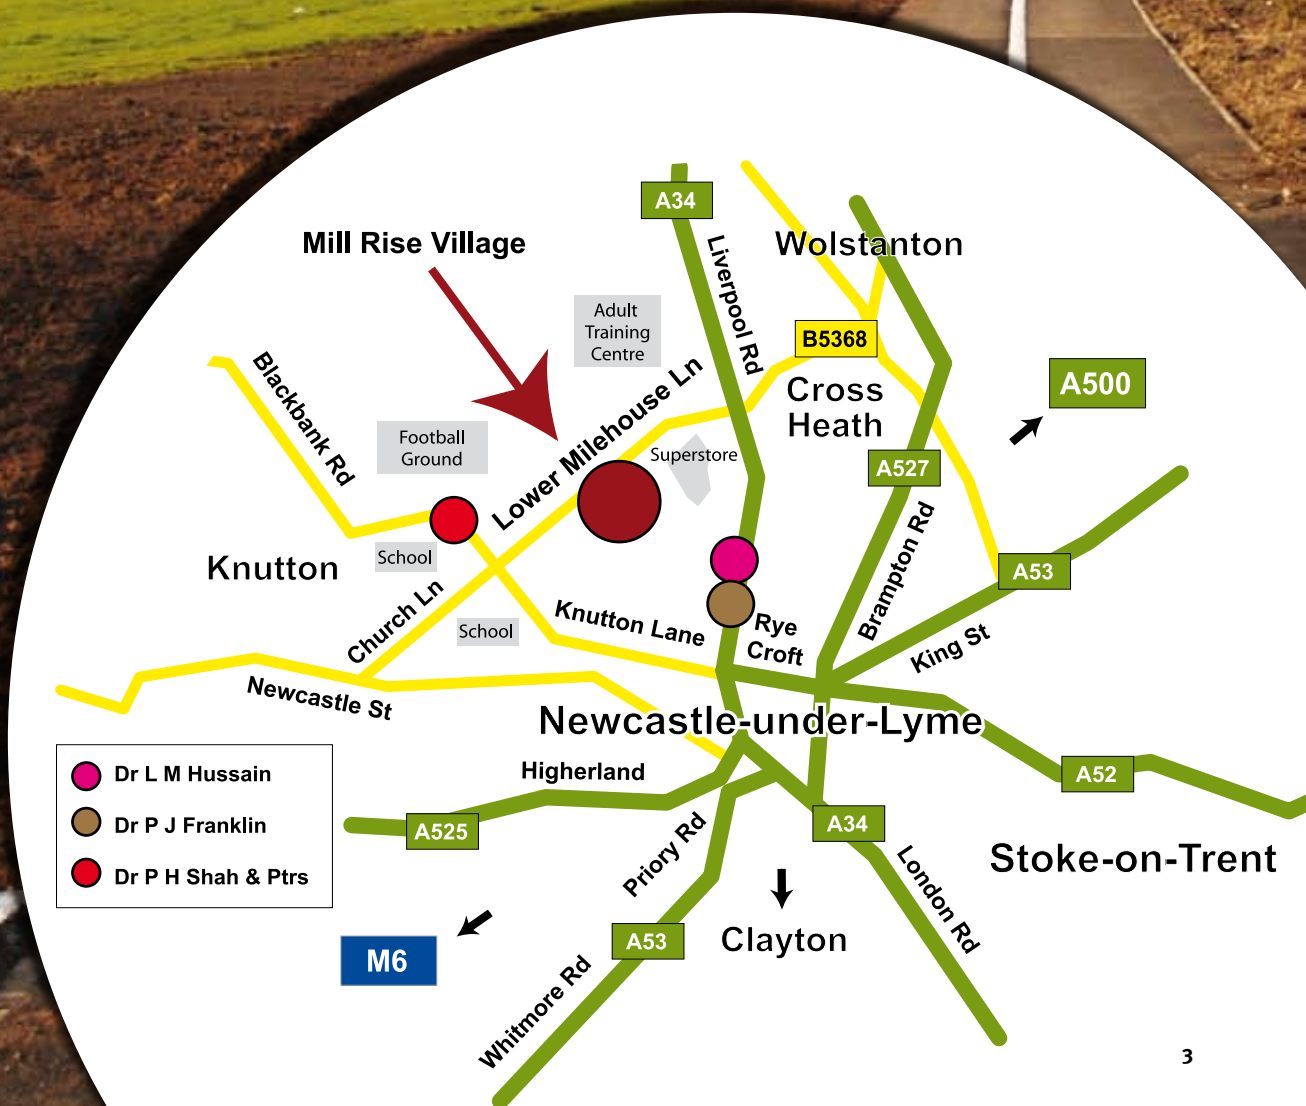 A34
Wolstanton
Mill Rise Village
Liverpool Rd
Adult
Training
Centre
B5368
Blackbank Rd
A500
Cross
Heath
Lower Milehouse Ln
Football
Ground
Superstore
A527
Brampton Rd
School
Knutton
A53
Church Ln
School
Knutton Lane
Rye
Croft
King St
Newcastle St
Newcastle-under-Lyme
Dr L M Hussain
Dr P J Franklin
Dr P H Shah & Ptrs
Higherland
A52
A525
A34
Priory Rd
Stoke-on-Trent
London Rd
A53
Clayton
M6
Whitmore Rd
3